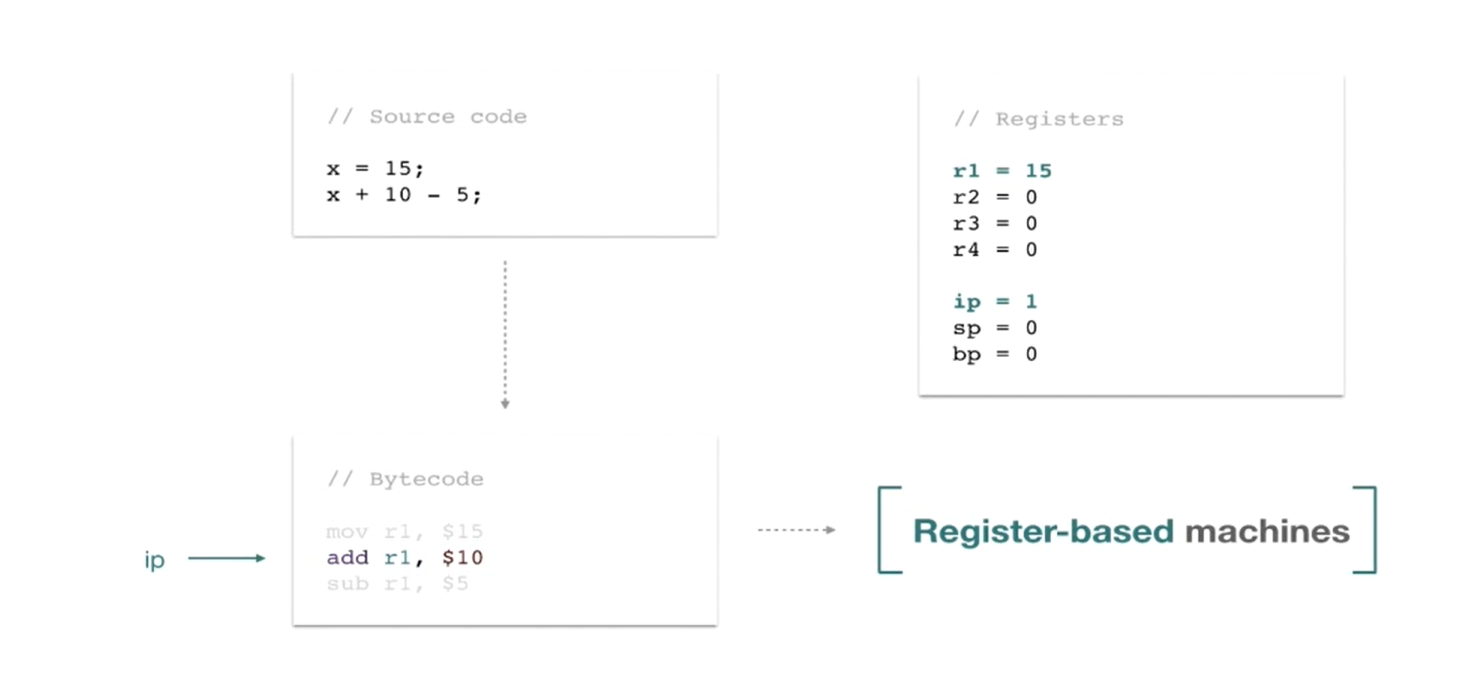 // Source code
x = 15;
x + 10 - 5;
// Registers
r1 = 15
r2 = 0
r3 = 0
r4 = 0
ip = 1
sp = 0
bp = 0
// Bytecode
mov r1, $15
add r1, $10
sub r1, $5
ip
Register-based machines